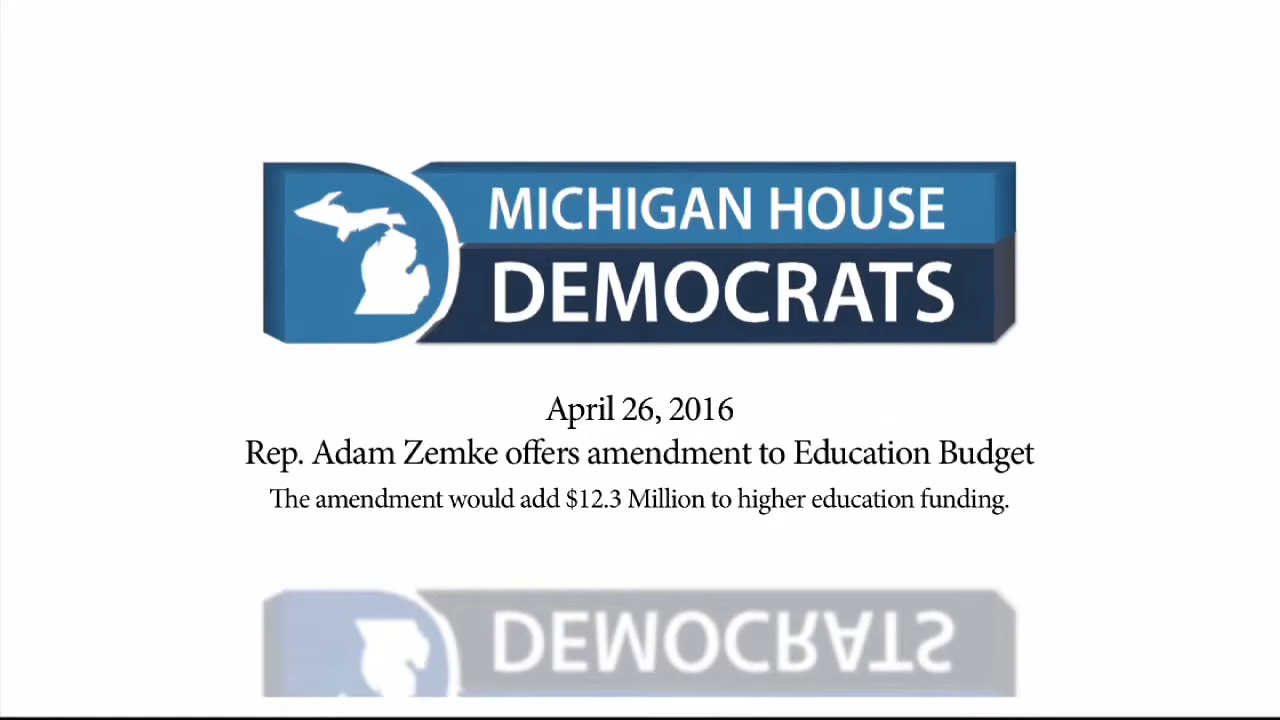 MICHIGAN HOUSE
DEMOCRATS
April 26, 2016
Rep. Adam Zemke offers amendment to Education Budget
The amendment would add $12.3 Million to higher education funding.
DEMOCRATS